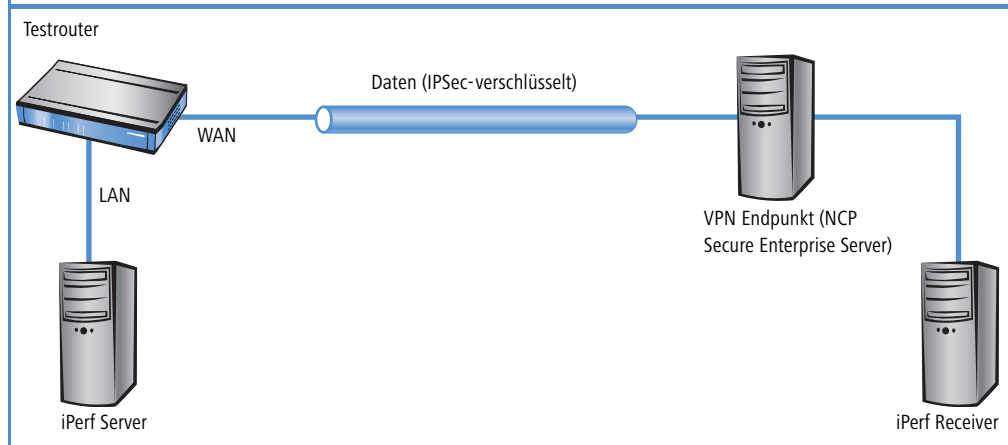 Testrouter
Daten (IPSec-verschlüsselt)
WAN
LAN
VPN Endpunkt (NCP
Secure Enterprise Server)
iPerf Server
iPerf Receiver